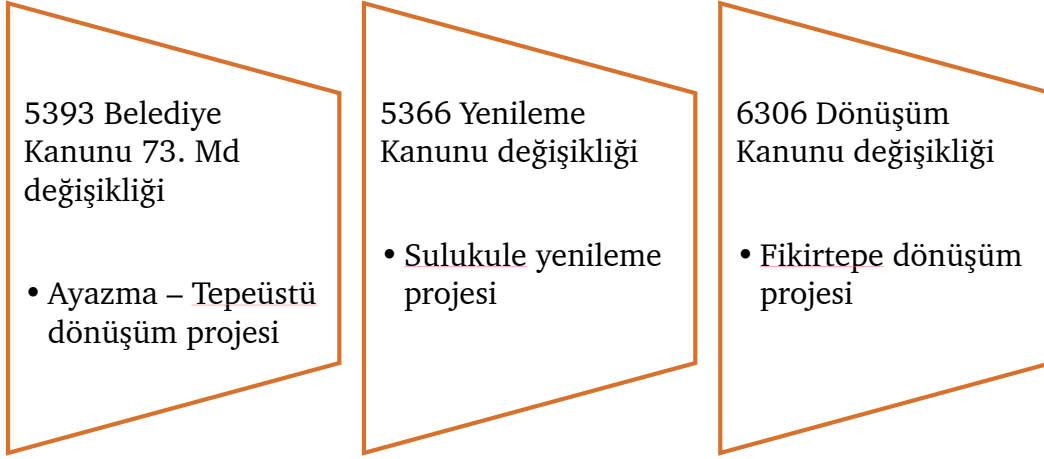 5393 Belediye
Kanunu 73. Md
değişikliği
• Ayazma – Tepeüstü
dönüşüm projesi
5366 Yenileme
Kanunu değişikliği
• Sulukule yenileme
projesi
6306 Dönüşüm
Kanunu değişikliği
• Fikirtepe dönüşüm
projesi